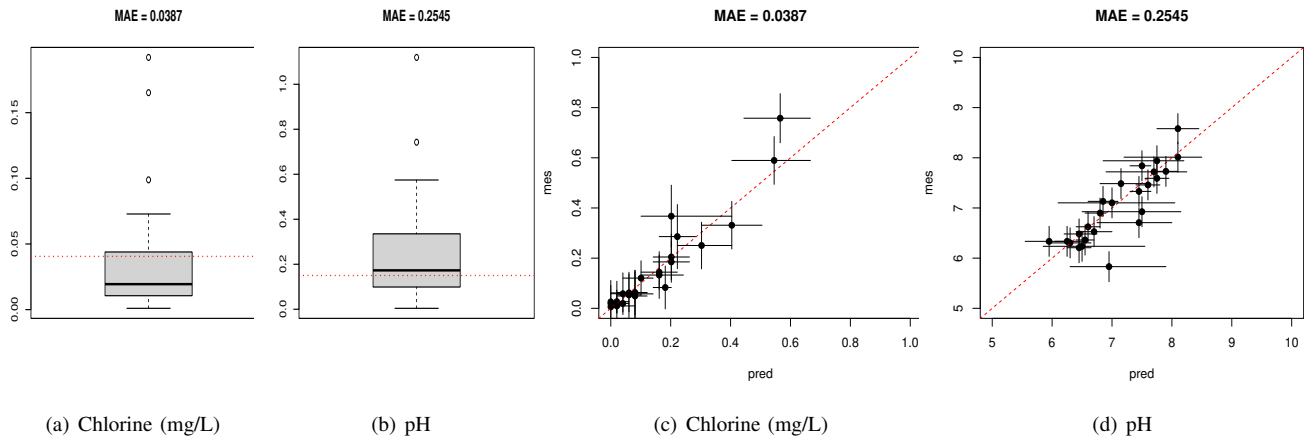 MAE = 0.0387
0.15
0.10
0.05
0.00
(a) Chlorine (mg/L)
MAE = 0.2545
1.0
0.8
0.6
0.4
0.2
0.0
(b) pH
MAE = 0.0387
mes
1.0
0.8
0.6
0.4
0.2
0.0
0.0 0.2 0.4 0.6 0.8 1.0
pred
(c) Chlorine (mg/L)
MAE = 0.2545
mes
10
9
8
7
6
5
5 6 7 8 9 10
pred
(d) pH